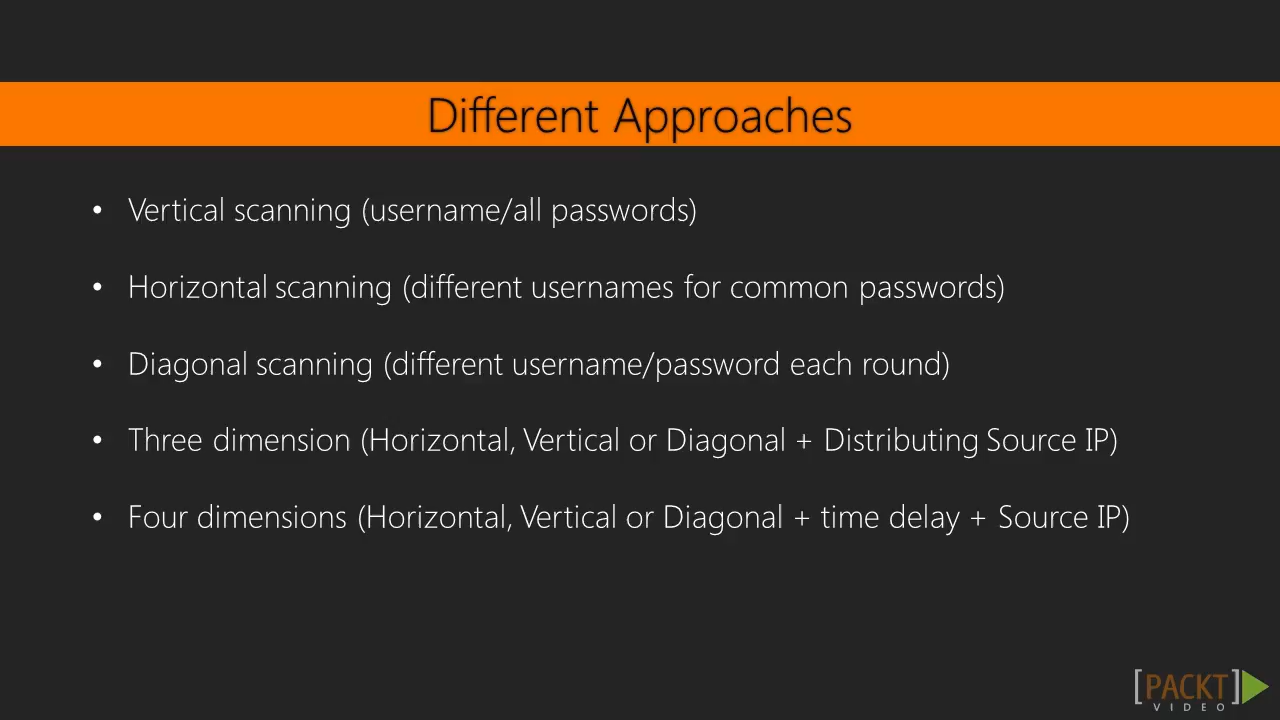 Different Approaches
• Vertical scanning (username/all passwords)
• Horizontal scanning (different usernames for common passwords)
• Diagonal scanning (different username/password each round)
• Three dimension (Horizontal, Vertical or Diagonal + Distributing Source IP)
• Four dimensions (Horizontal, Vertical or Diagonal + time delay + Source IP)
[PACKT]
VIDEO